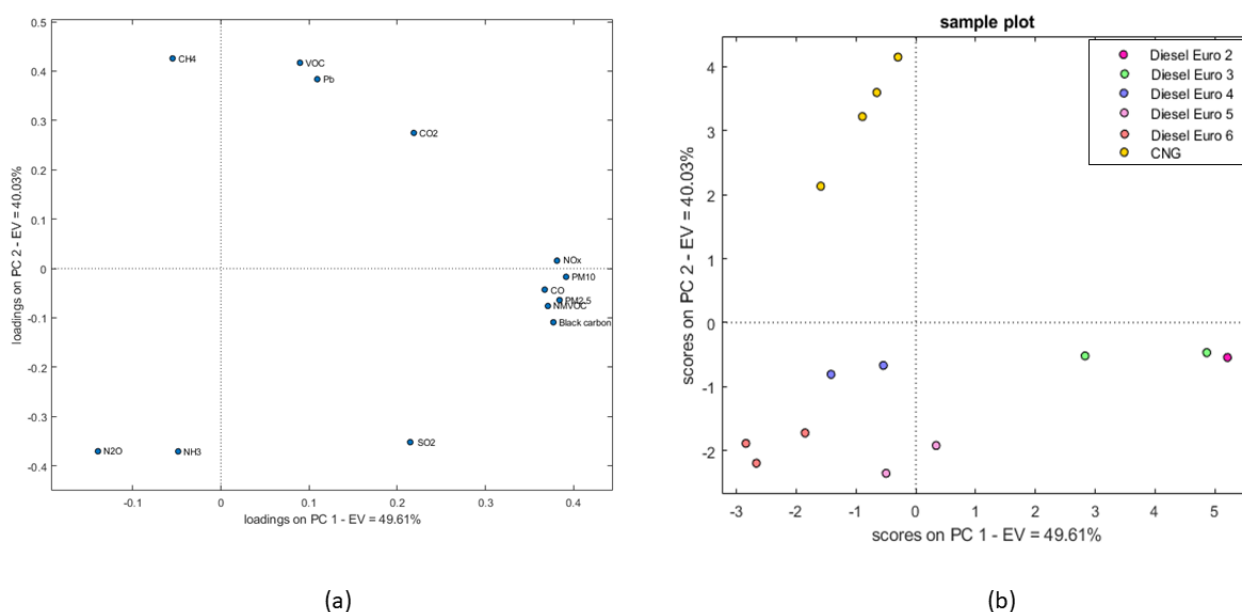 0.5
0.4
0.3
0.2
0.1
0
-0.1
-0.2
-0.3
-0.4
loadings on PC 2 - EV = 40.03%
CH4
VOC
Pb
CO2
NOx
PM10
CO
PM2.5
NMVOC
Black carbon
SO2
N2O
NH3
-0.1
0
0.1
0.2
0.3
0.4
loadings on PC 1 - EV = 49.61%
(a)
sample plot
4
3
2
1
0
-1
-2
scores on PC 2 - EV = 40.03%
Diesel Euro 2
Diesel Euro 3
Diesel Euro 4
Diesel Euro 5
Diesel Euro 6
CNG
-3
-2
-1
0
1
2
3
4
5
scores on PC 1 - EV = 49.61%
(b)